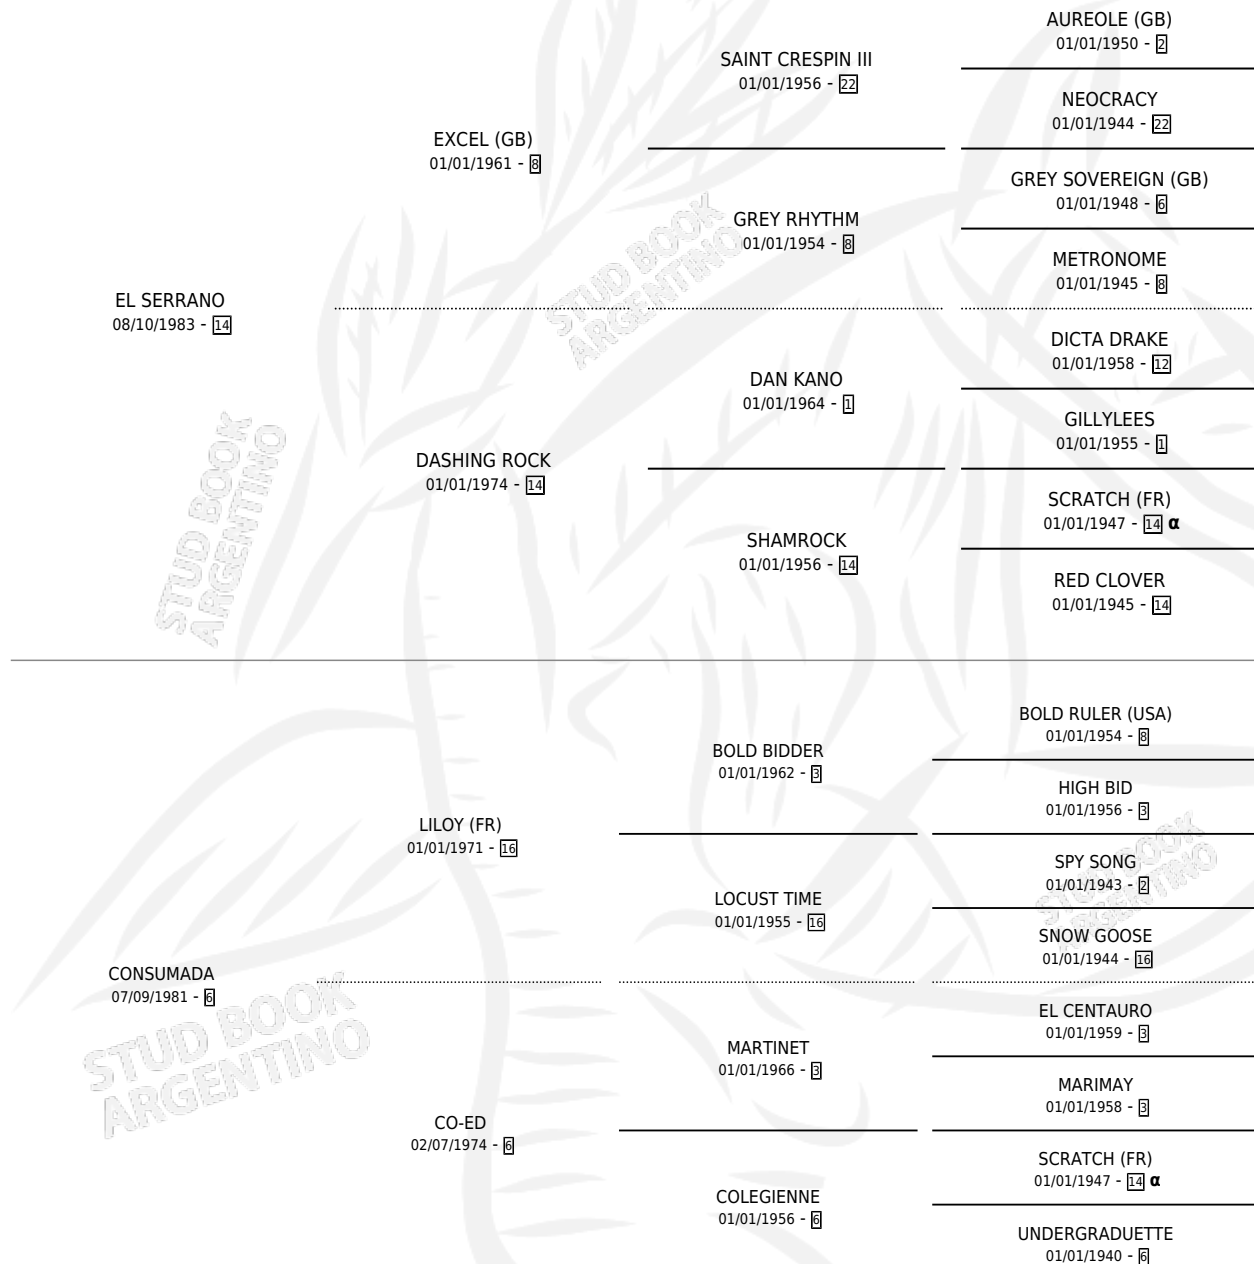 AUREOLE (GB)
01/01/1950 - 2
SAINT CRESPIN III
01/01/1956 - 22
NEOCRACY
01/01/1944 - 22
EXCEL (GB)
01/01/1961 - 8
GREY SOVEREIGN (GB)
01/01/1948 - 6
GREY RHYTHM
01/01/1954 - 8
METRONOME
01/01/1945 - 8
EL SERRANO
08/10/1983 - 14
DICTA DRAKE
01/01/1958 - 12
DAN KANO
01/01/1964 - 1
GILLYLEES
01/01/1955 - 1
DASHING ROCK
01/01/1974 - 14
SCRATCH (FR)
01/01/1947 - 14 α
SHAMROCK
01/01/1956 - 14
RED CLOVER
01/01/1945 - 14
BOLD RULER (USA)
01/01/1954 - 8
BOLD BIDDER
01/01/1962 - 3
HIGH BID
01/01/1956 - 3
LILOY (FR)
01/01/1971 - 16
SPY SONG
01/01/1943 - 2
LOCUST TIME
01/01/1955 - 16
SNOW GOOSE
01/01/1944 - 16
CONSUMADA
07/09/1981 - 6
EL CENTAURO
01/01/1959 - 3
MARTINET
01/01/1966 - 3
MARIMAY
01/01/1958 - 3
CO-ED
02/07/1974 - 6
SCRATCH (FR)
01/01/1947 - 14 α
COLEGIENNE
01/01/1956 - 6
UNDERGRADUETTE
01/01/1940 - 6
STUD BOOK
ARGENTINO
STUD BOOK
ARGENTINO
STUD BOOK
ARGENTINO
STUD BOOK
ARGENTINO